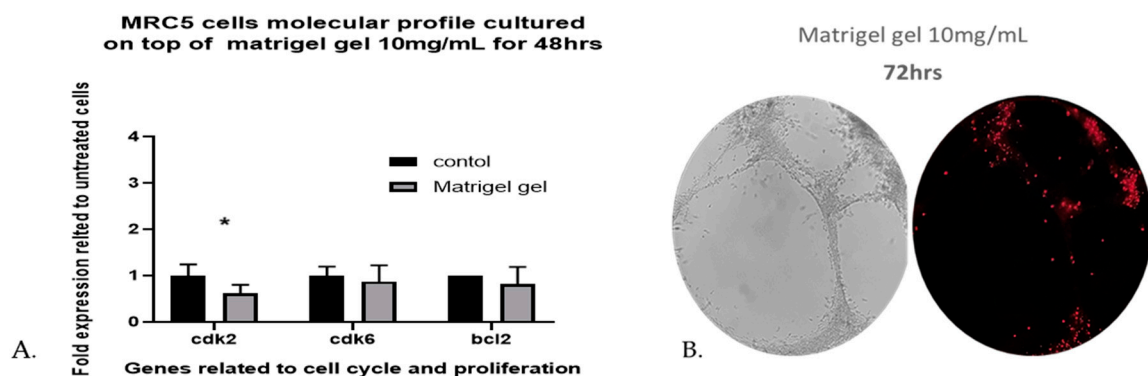 MRC5 cells molecular profile cultured
on top of matrigel gel 10mg/mL for 48hrs
Fold expression relted to untreated cells
4
3
2
1
0
contol
Matrigel gel
*
cdk2
cdk6
bcl2
Genes related to cell cycle and proliferation
A.
Matrigel gel 10mg/mL
72hrs
B.